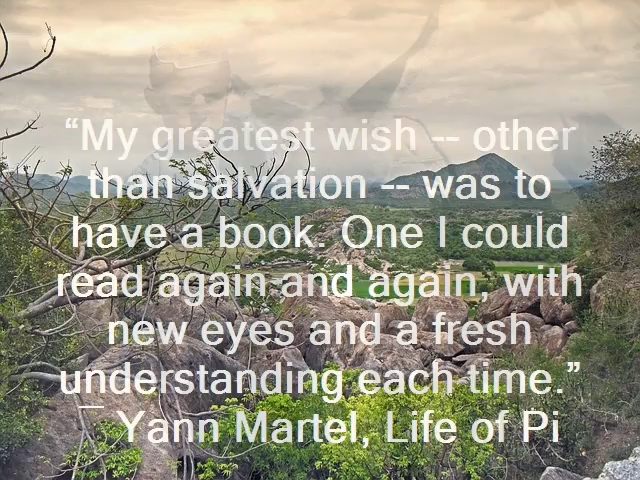 “My greatest wish -- other
than salvation -- was to
have a book. One I could
read again and again, with
new eyes and a fresh
understanding each time.”
― Yann Martel, Life of Pi